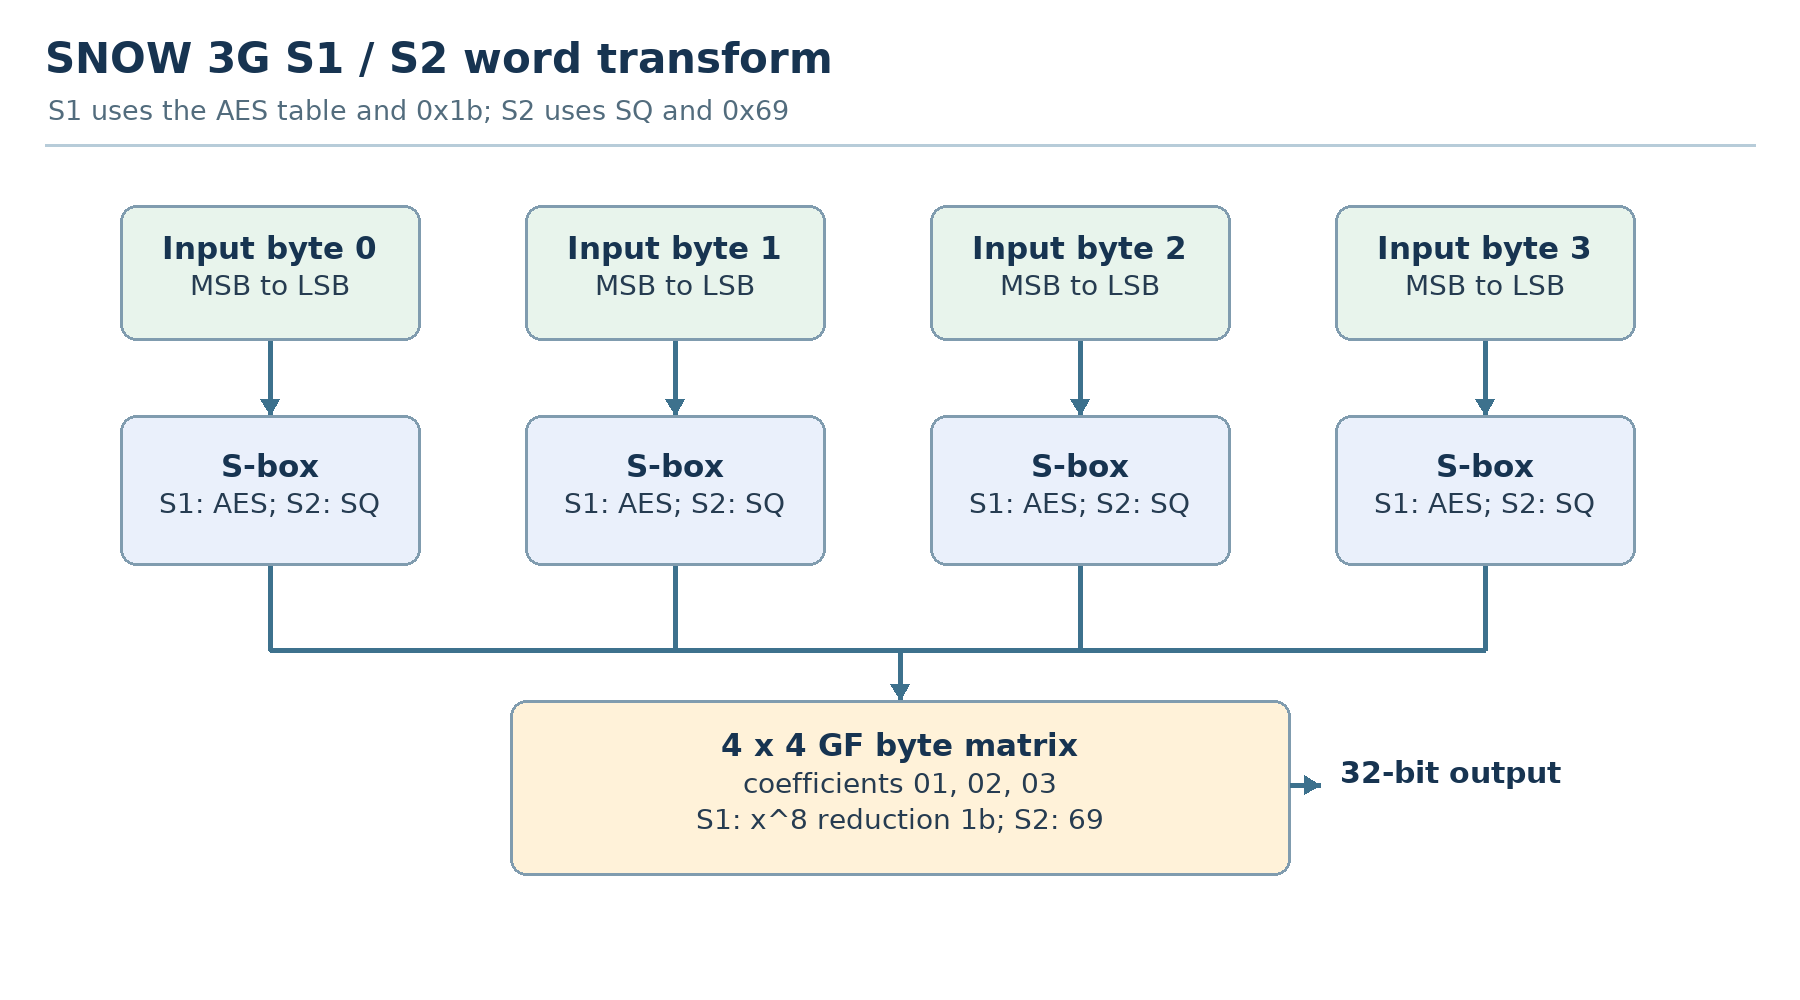 SNOW 3G S1 / S2 word transform
S1 uses the AES table and 0x1b; S2 uses SQ and 0x69
Input byte 0
MSB to LSB
Input byte 1
MSB to LSB
Input byte 2
MSB to LSB
Input byte 3
MSB to LSB
S-box
S1: AES; S2: SQ
S-box
S1: AES; S2: SQ
S-box
S1: AES; S2: SQ
S-box
S1: AES; S2: SQ
4 x 4 GF byte matrix
coefficients 01, 02, 03
S1: x^8 reduction 1b; S2: 69
32-bit output